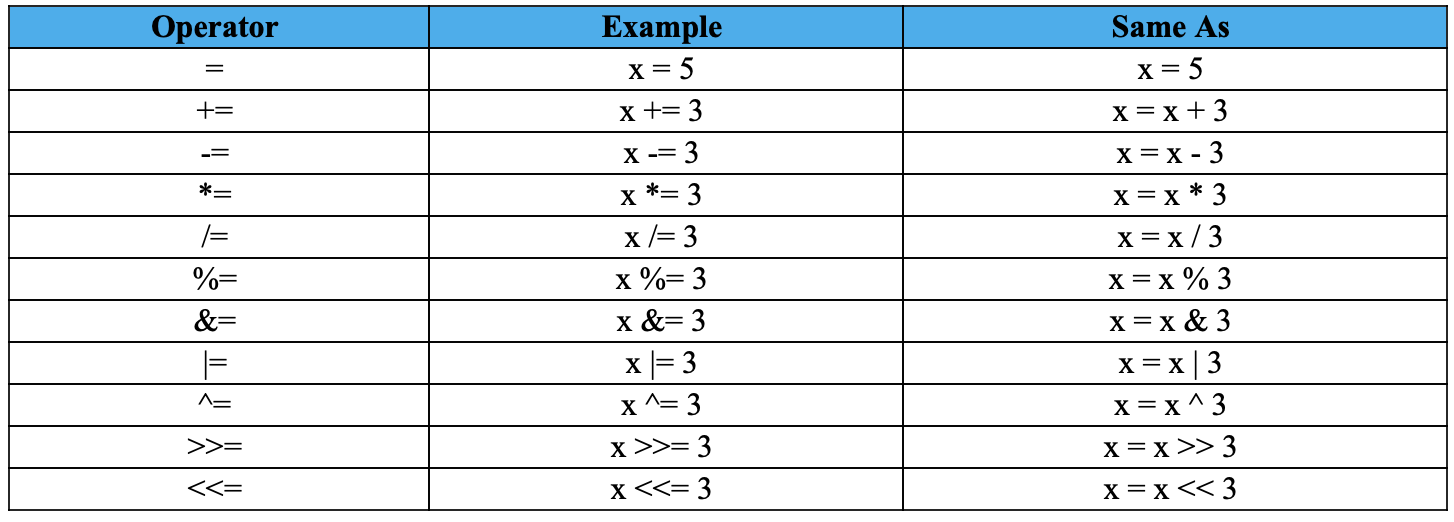 Operator Example Same As
= x = 5 x = 5
+= x += 3 x = x + 3
-= x -= 3 x = x - 3
*= x *= 3 x = x * 3
/= x /= 3 x = x / 3
%= x %= 3 x = x % 3
&= x &= 3 x = x & 3
|= x |= 3 x = x | 3
^= x ^= 3 x = x ^ 3
>>= x >>= 3 x = x >> 3
<<= x <<= 3 x = x << 3